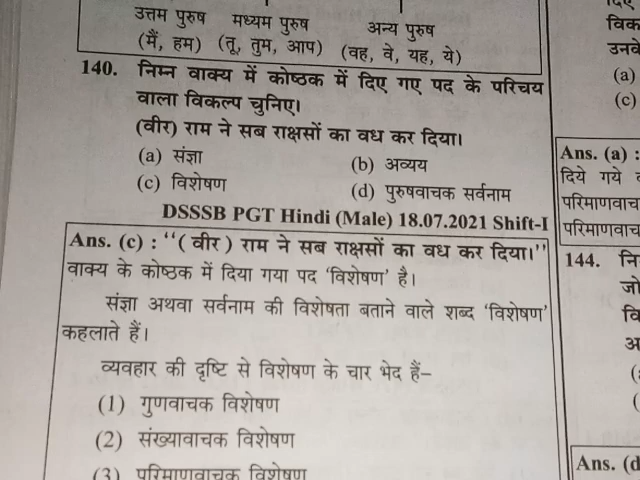 उत्तम पुरुष मध्यम पुरुष अन्य पुरुष
(मैं, हम) (तू, तुम, आप) (वह, वे, यह, ये)
140. निम्न वाक्य में कोष्ठक में दिए गए पद के परिचय
वाला विकल्प चुनिए।
(वीर) राम ने सब राक्षसों का वध कर दिया।
(a) संज्ञा (b) अव्यय
(c) विशेषण (d) पुरुषवाचक सर्वनाम
DSSSB PGT Hindi (Male) 18.07.2021 Shift-I
Ans. (c) : "( वीर ) राम ने सब राक्षसों का वध कर दिया।"
वाक्य के कोष्ठक में दिया गया पद 'विशेषण' है।
संज्ञा अथवा सर्वनाम की विशेषता बताने वाले शब्द 'विशेषण'
कहलाते हैं।
व्यवहार की दृष्टि से विशेषण के चार भेद हैं–
(1) गुणवाचक विशेषण
(2) संख्यावाचक विशेषण
(3) परिमाणवाचक विशेषण
उनके
(a)
(c)
Ans. (a) :
दिये गये
परिमाणवाच
परिमाणवाच
144. नि
जो
वि
Ans. (d